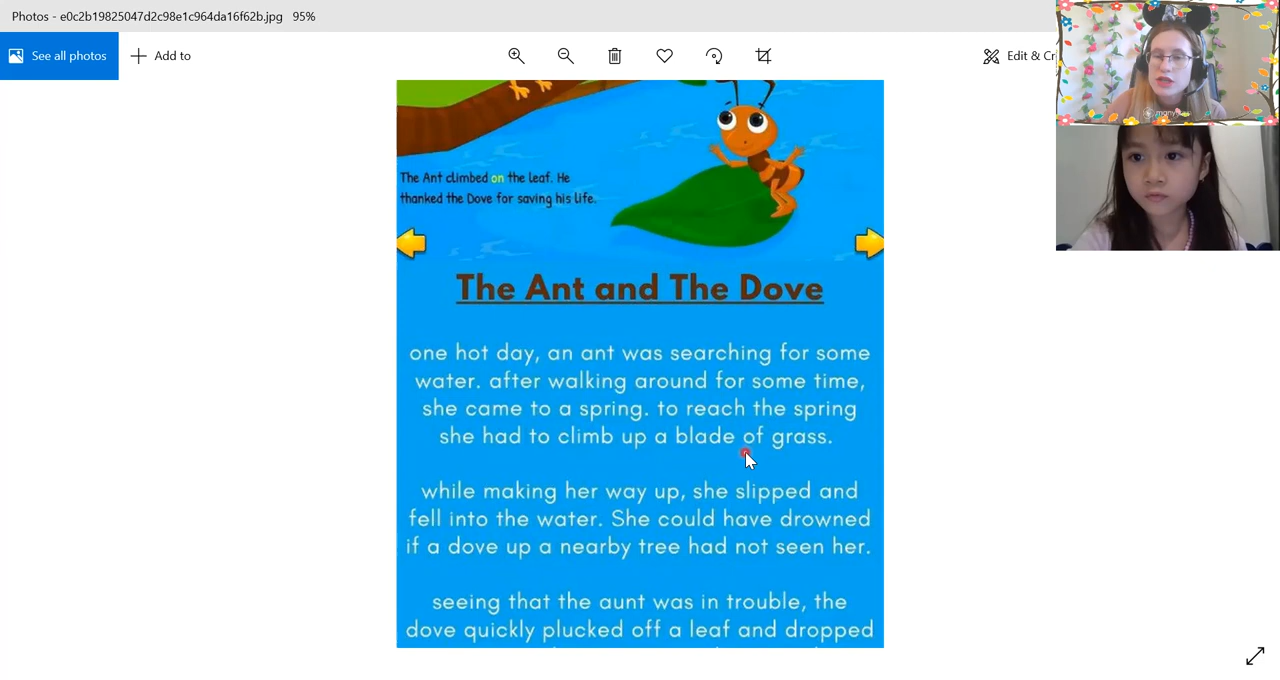 Photos - e0c2b19825047d2c98e1c964da16f62b.jpg 95%
See all photos
Add to
Edit & Cr
The Ant climbed on the leaf. He
thanked the Dove for saving his life.
The Ant and The Dove
one hot day, an ant was searching for some
water. after walking around for some time,
she came to a spring. to reach the spring
she had to climb up a blade of grass.
while making her way up, she slipped and
fell into the water. She could have drowned
if a dove up a nearby tree had not seen her.
seeing that the aunt was in trouble, the
dove quickly plucked off a leaf and dropped